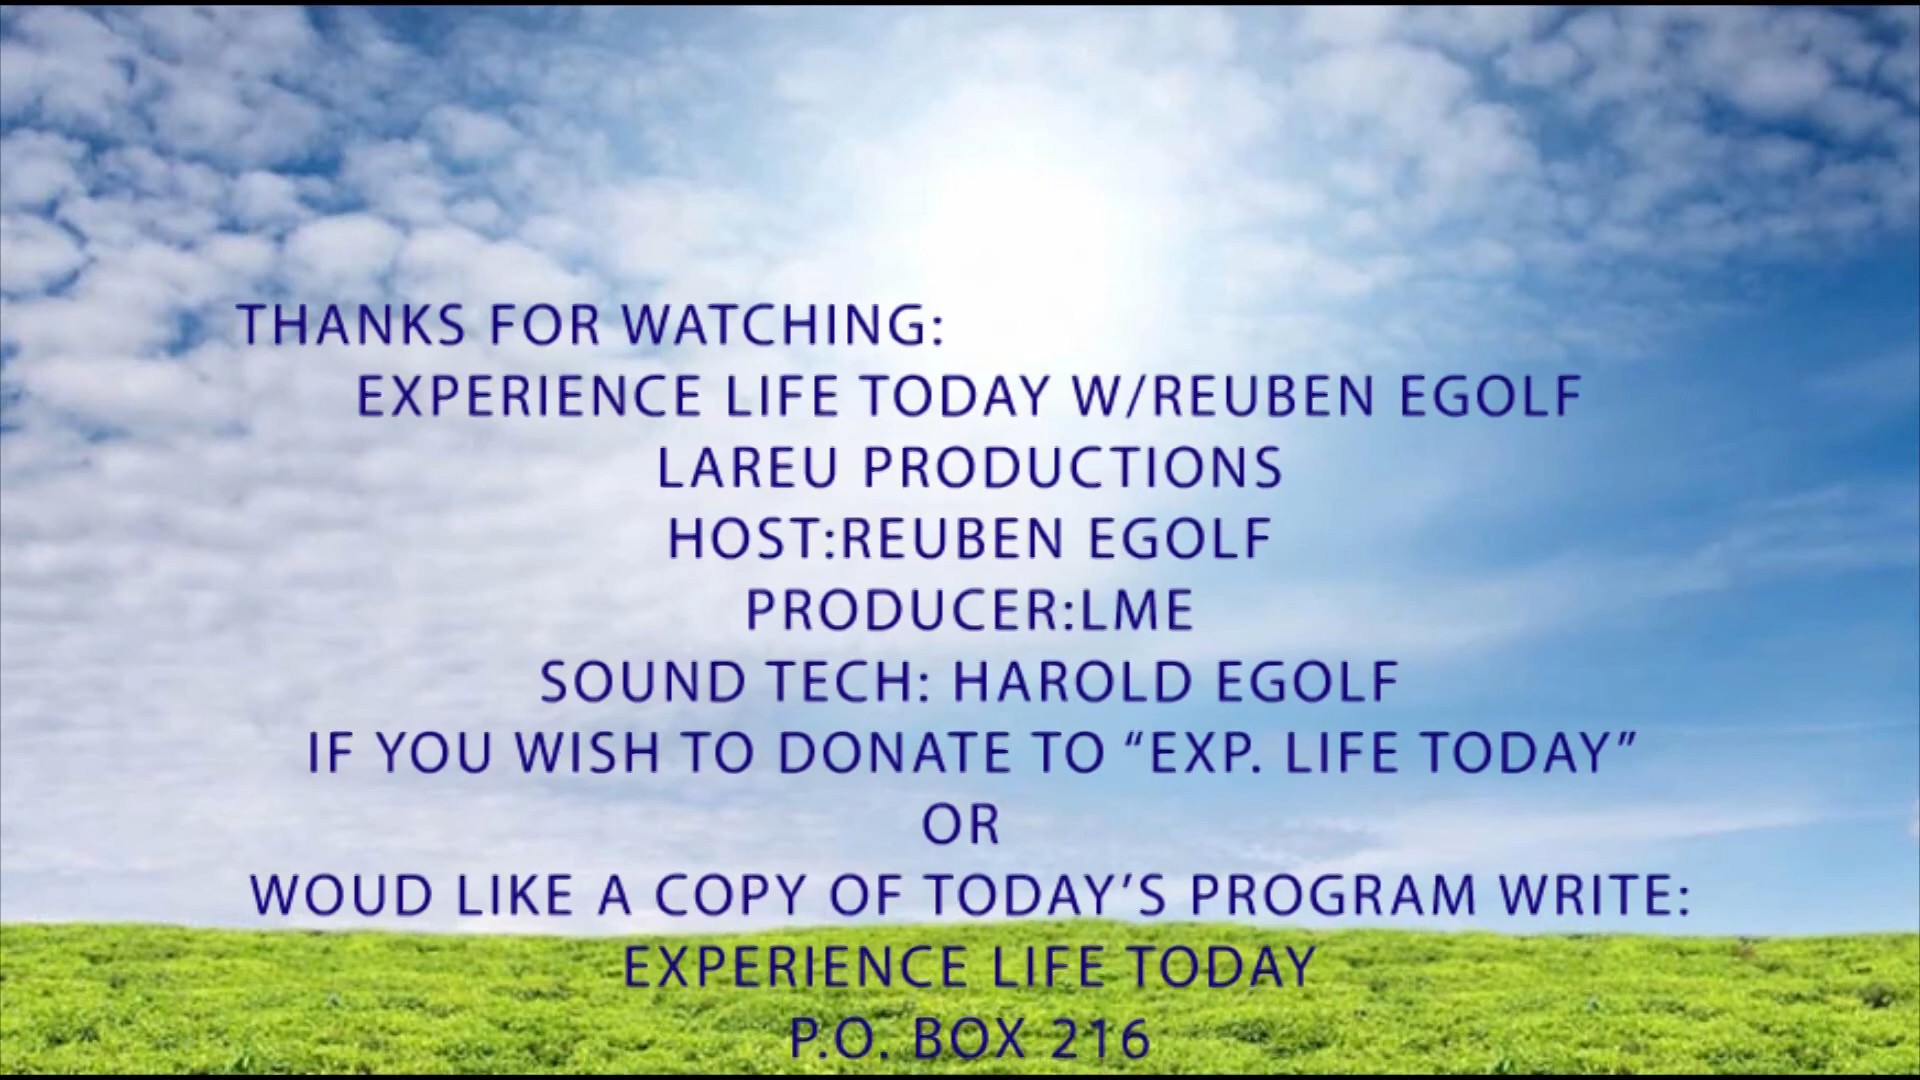 THANKS FOR WATCHING:
EXPERIENCE LIFE TODAY W/REUBEN EGOLF
LAREU PRODUCTIONS
HOST:REUBEN EGOLF
PRODUCER:LME
SOUND TECH: HAROLD EGOLF
IF YOU WISH TO DONATE TO “EXP. LIFE TODAY”
OR
WOUD LIKE A COPY OF TODAY’S PROGRAM WRITE:
EXPERIENCE LIFE TODAY
P.O. BOX 216